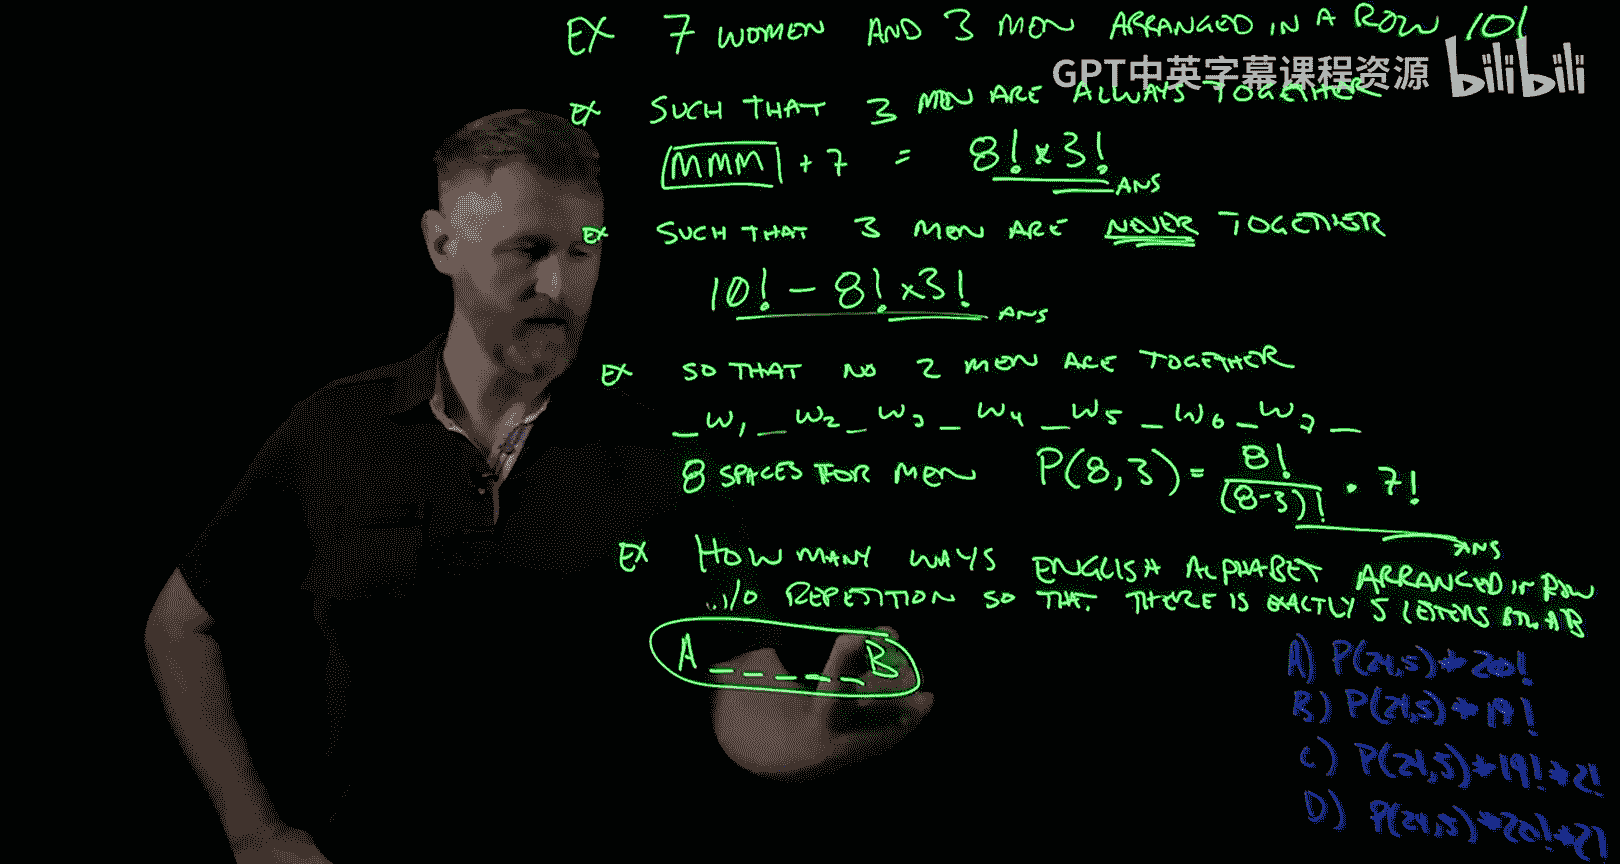 EX 7 WOMEN AND 3 MEN ARRANGED IN A ROW 10!
GPT中英字幕课程资源 bilibili
EX SUCH THAT 3 MEN ARE ALWAYS TOGETHER
MMM + 7 = 8! x 3! ANS
EX SUCH THAT 3 MEN ARE NEVER TOGETHER
10! - 8! x 3! ANS
EX SO THAT NO 2 MEN ARE TOGETHER
_ W1 _ W2 _ W3 _ W4 _ W5 _ W6 _ W7 _
8 SPACES FOR MEN P(8,3) = 8!/(8-3)! · 7! ANS
EX HOW MANY WAYS ENGLISH ALPHABET ARRANGED IN ROW
w/o REPETITION SO THAT THERE IS EXACTLY 5 LETTERS BTW. AB
A _ _ _ _ _ B
A) P(24,5)*20!
B) P(24,5)*19!
C) P(24,5)*19!*2!
D) P(24,5)*20!*2!